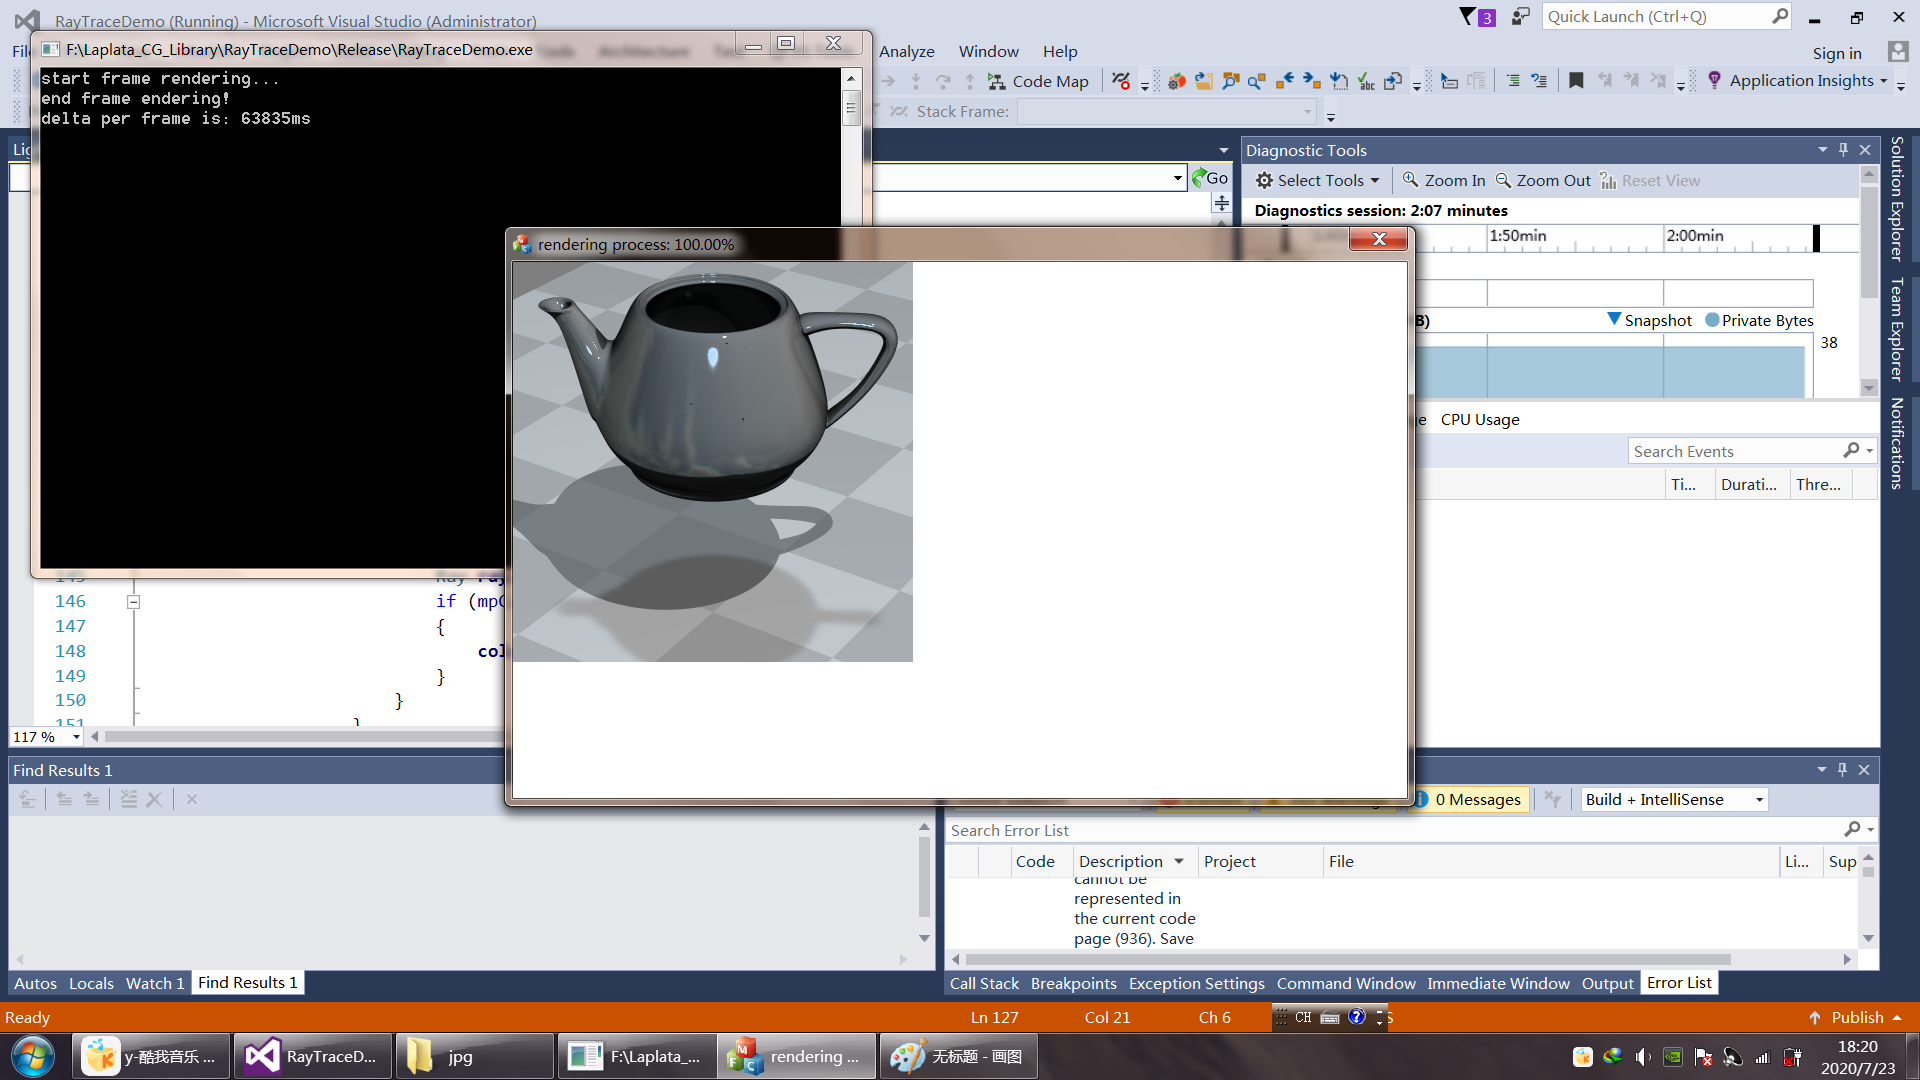 RayTraceDemo (Running) - Microsoft Visual Studio (Administrator)
3
Quick Launch (Ctrl+Q)
Analyze
Window
Help
Sign in
F:\Laplata_CG_Library\RayTraceDemo\Release\RayTraceDemo.exe
start frame rendering...
end frame endering!
delta per frame is: 63835ms
Code Map
Application Insights
Stack Frame:
Go
Diagnostic Tools
Select Tools
Zoom In
Zoom Out
Reset View
Diagnostics session: 2:07 minutes
1:50min
2:00min
Snapshot
Private Bytes
38
CPU Usage
Search Events
Ti...
Durati...
Thre...
Solution Explorer
Team Explorer
Notifications
rendering process: 100.00%
146
if (mp
147
{
148
col
149
}
150
}
151
}
117 %
Find Results 1
0 Messages
Build + IntelliSense
Search Error List
Code
Description
Project
File
Li...
Sup
cannot be
represented in
the current code
page (936). Save
Autos
Locals
Watch 1
Find Results 1
Call Stack
Breakpoints
Exception Settings
Command Window
Immediate Window
Output
Error List
Ready
Ln 127
Col 21
Ch 6
CH
Publish
y-酷我音乐 ...
RayTraceD...
jpg
F:\Laplata_...
rendering ...
无标题 - 画图
18:20
2020/7/23